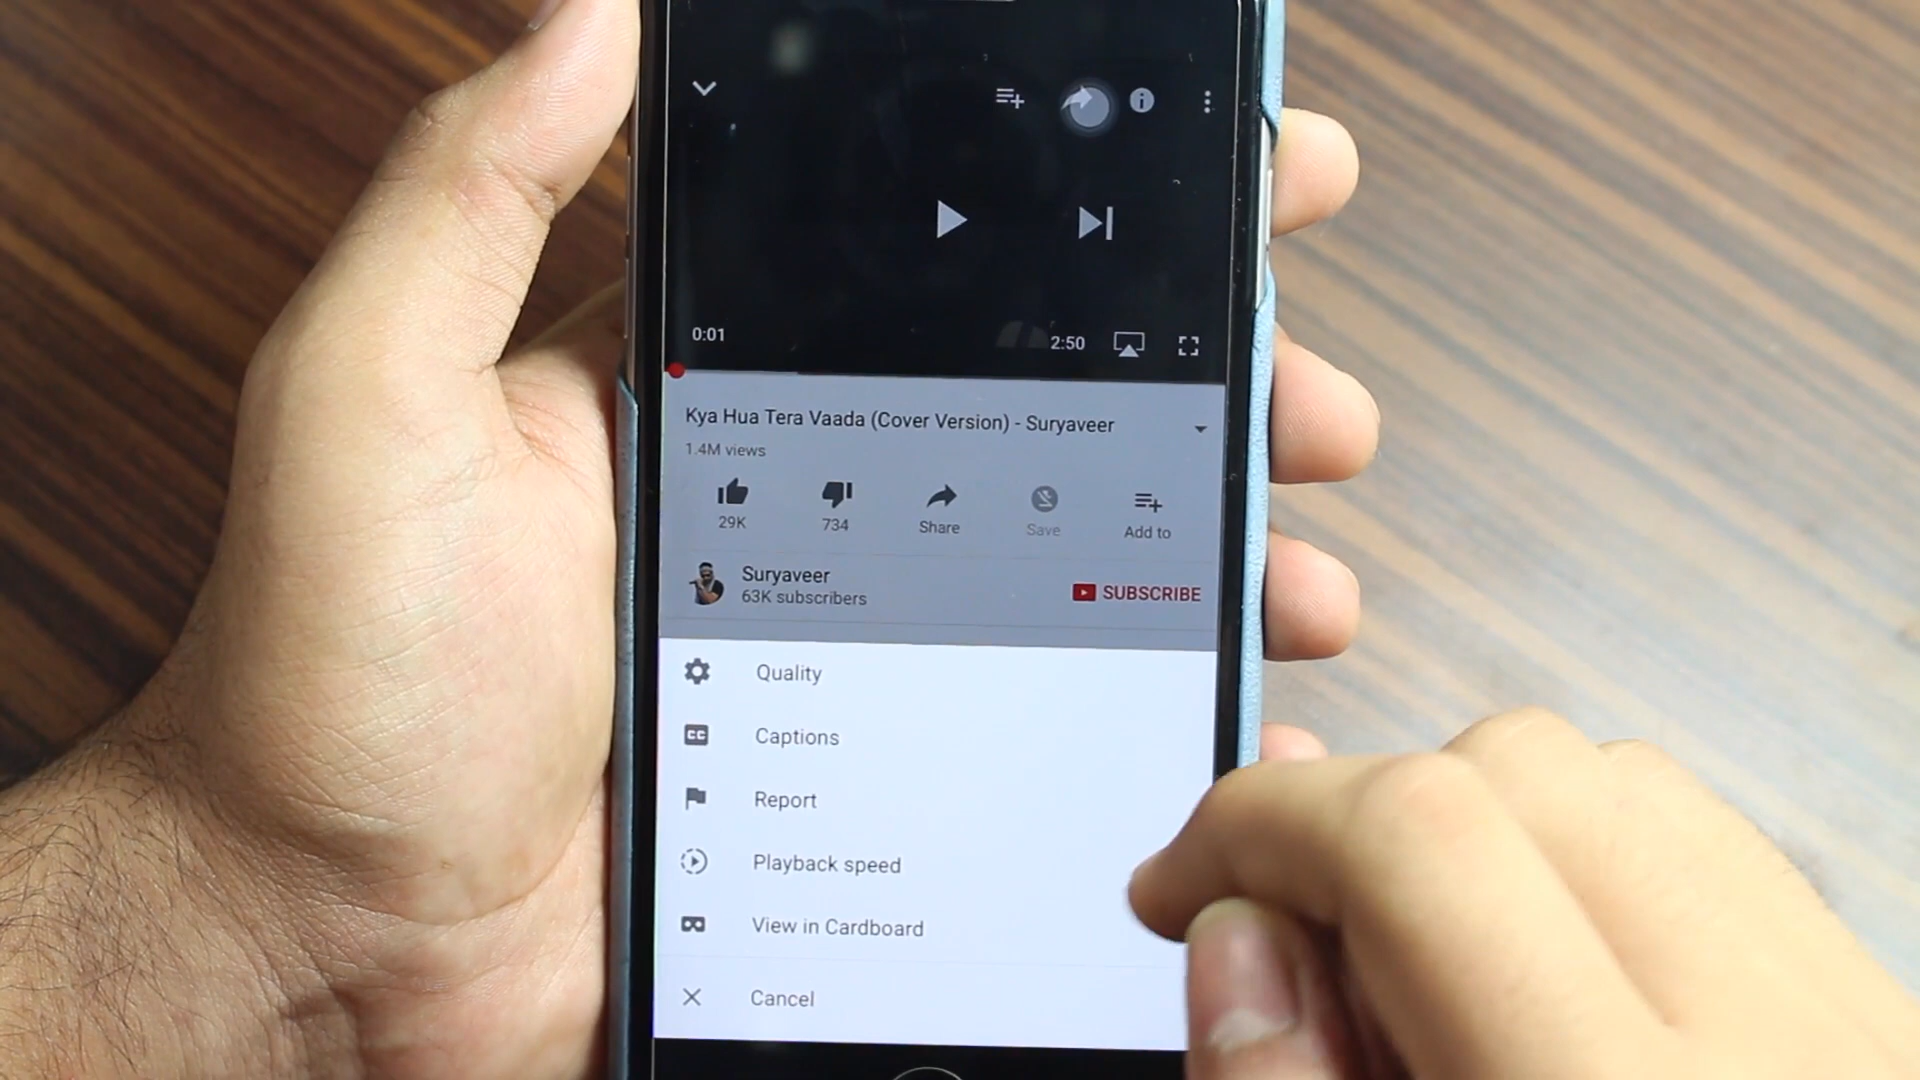 0:01
2:50
Kya Hua Tera Vaada (Cover Version) - Suryaveer
1.4M views
29K
734
Share
Save
Add to
Suryaveer
63K subscribers
SUBSCRIBE
Quality
CC
Captions
Report
Playback speed
View in Cardboard
Cancel